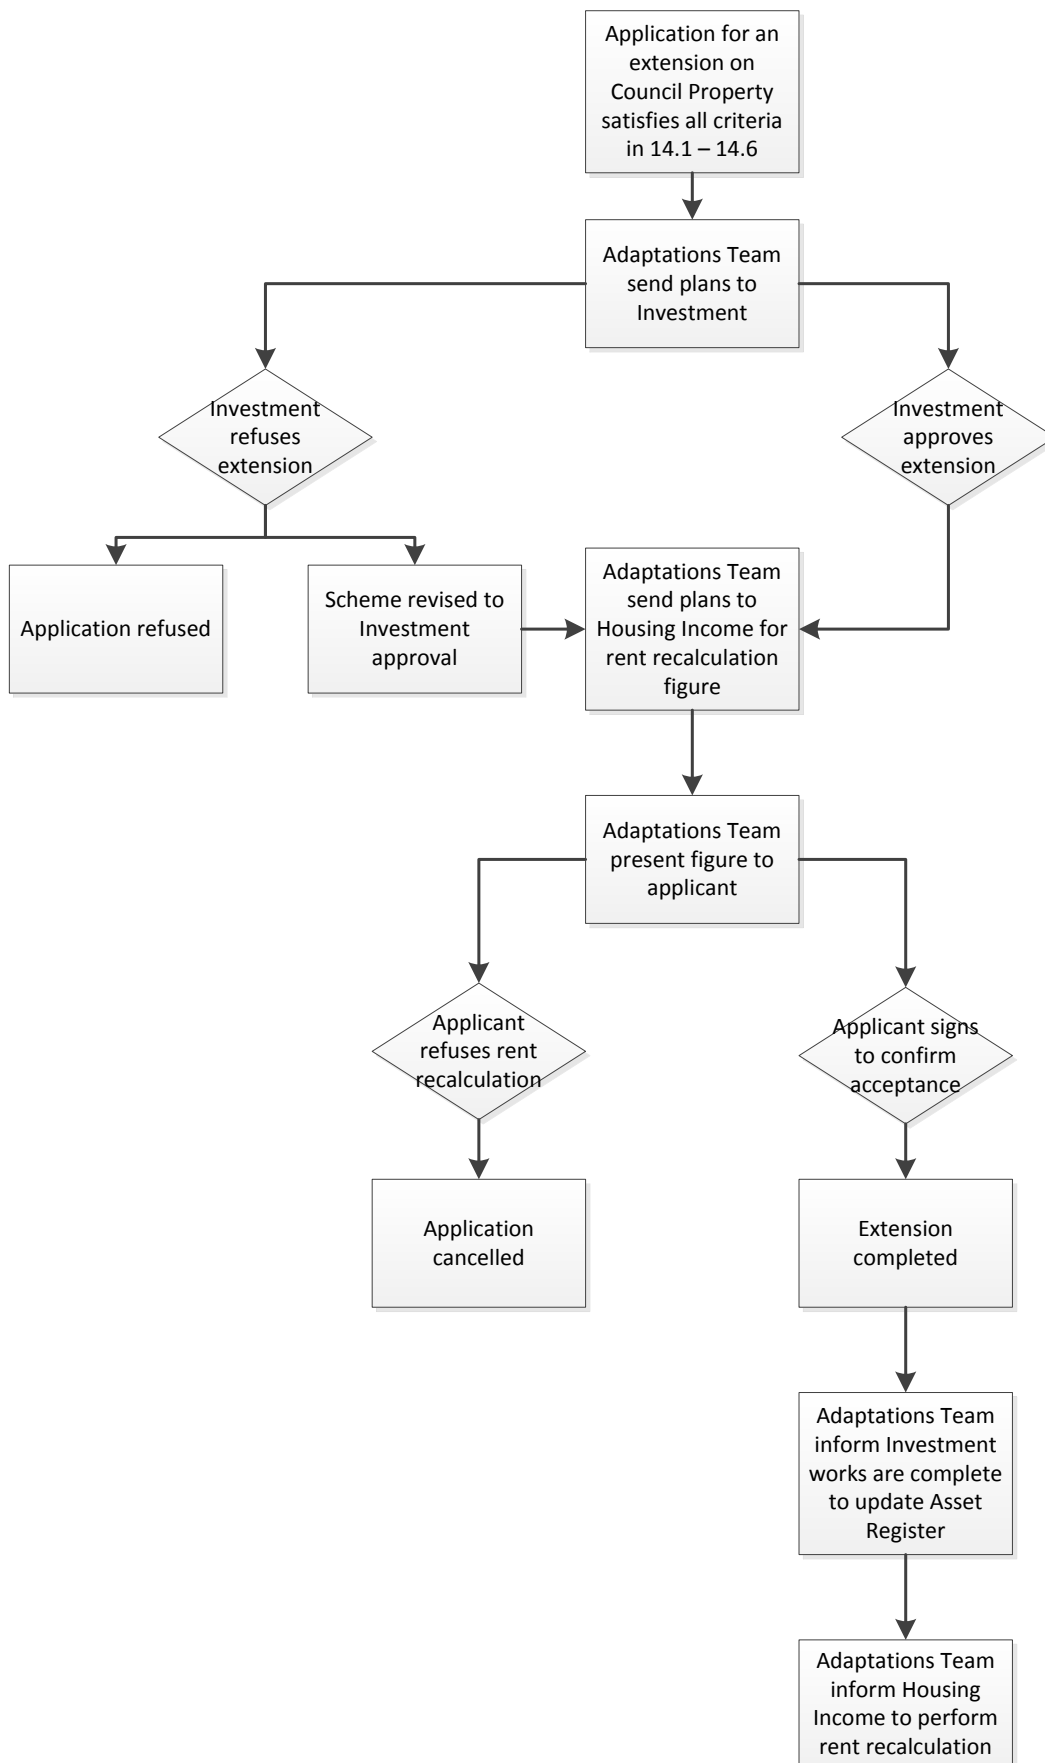 Application for an
extension on
Council Property
satisfies all criteria
in 14.1 – 14.6
Adaptations Team
send plans to
Investment
Investment
refuses
extension
Investment
approves
extension
Application refused
Scheme revised to
Investment
approval
Adaptations Team
send plans to
Housing Income for
rent recalculation
figure
Adaptations Team
present figure to
applicant
Applicant
refuses rent
recalculation
Applicant signs
to confirm
acceptance
Application
cancelled
Extension
completed
Adaptations Team
inform Investment
works are complete
to update Asset
Register
Adaptations Team
inform Housing
Income to perform
rent recalculation